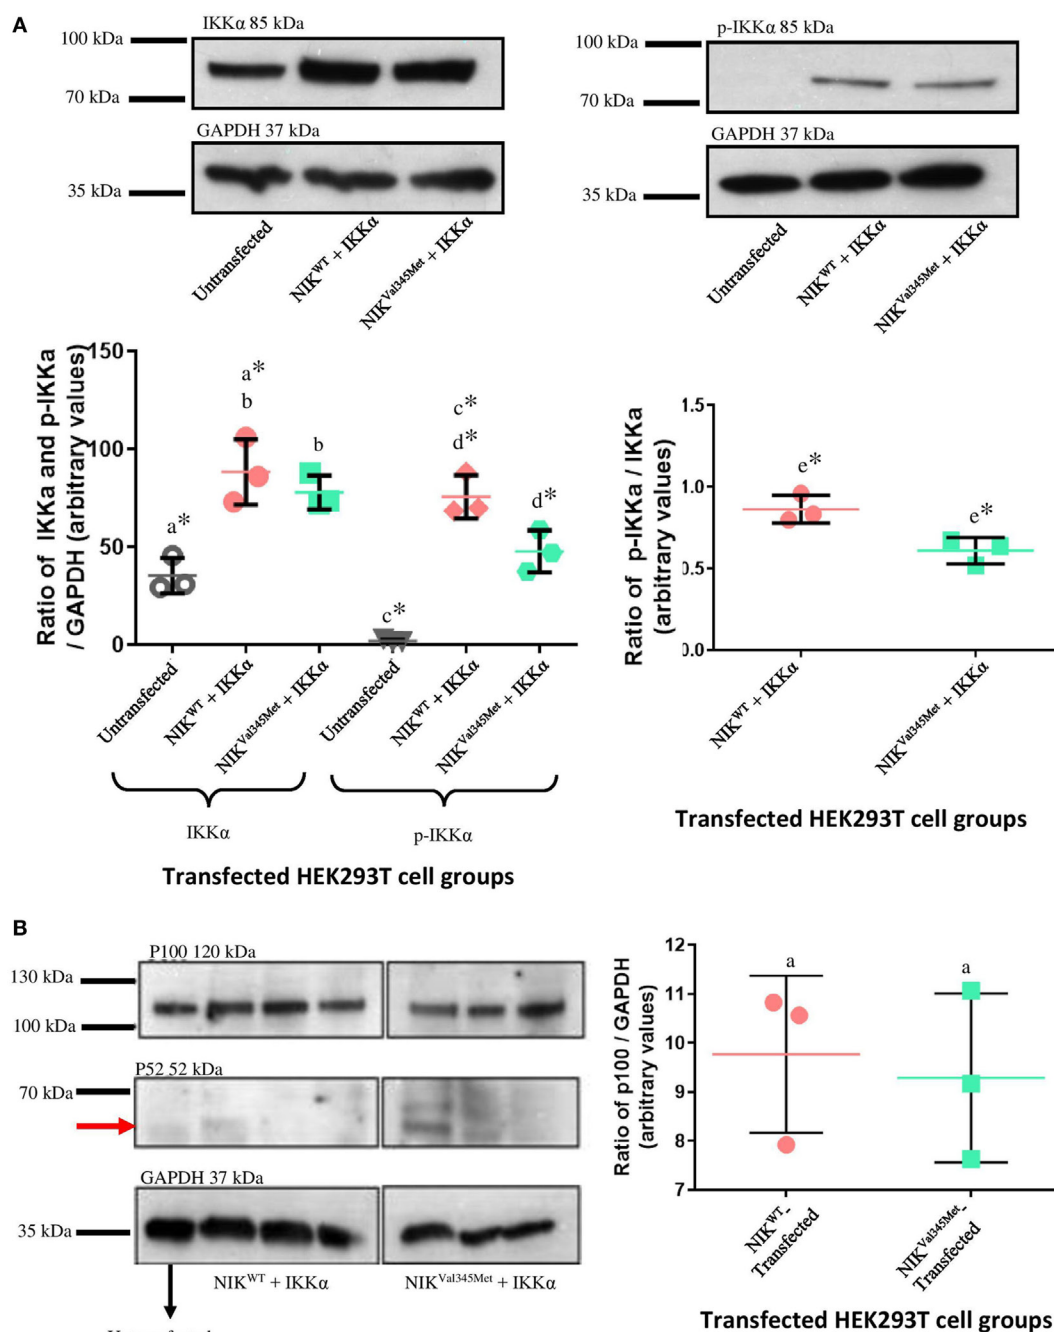 A
IKKα 85 kDa
100 kDa
70 kDa
GAPDH 37 kDa
35 kDa
Untransfected
NIK^WT + IKKα
NIK^Val345Met + IKKα
p-IKKα 85 kDa
100 kDa
70 kDa
GAPDH 37 kDa
35 kDa
Untransfected
NIK^WT + IKKα
NIK^Val345Met + IKKα
Ratio of IKKa and p-IKKa
/ GAPDH (arbitrary values)
150
100
50
0
a*
a*
b
b
c*
c*
d*
d*
Untransfected
NIK^WT + IKKα
NIK^Val345Met + IKKα
Untransfected
NIK^WT + IKKα
NIK^Val345Met + IKKα
IKKα
p-IKKα
Transfected HEK293T cell groups
Ratio of p-IKKa / IKKa
(arbitrary values)
1.5
1.0
0.5
0.0
e*
e*
NIK^WT + IKKα
NIK^Val345Met + IKKα
Transfected HEK293T cell groups
B
P100 120 kDa
130 kDa
100 kDa
P52 52 kDa
70 kDa
GAPDH 37 kDa
35 kDa
NIK^WT + IKKα
NIK^Val345Met + IKKα
Ratio of p100 / GAPDH
(arbitrary values)
12
11
10
9
8
7
a
a
NIK^WT-
Transfected
NIK^Val345Met-
Transfected
Transfected HEK293T cell groups